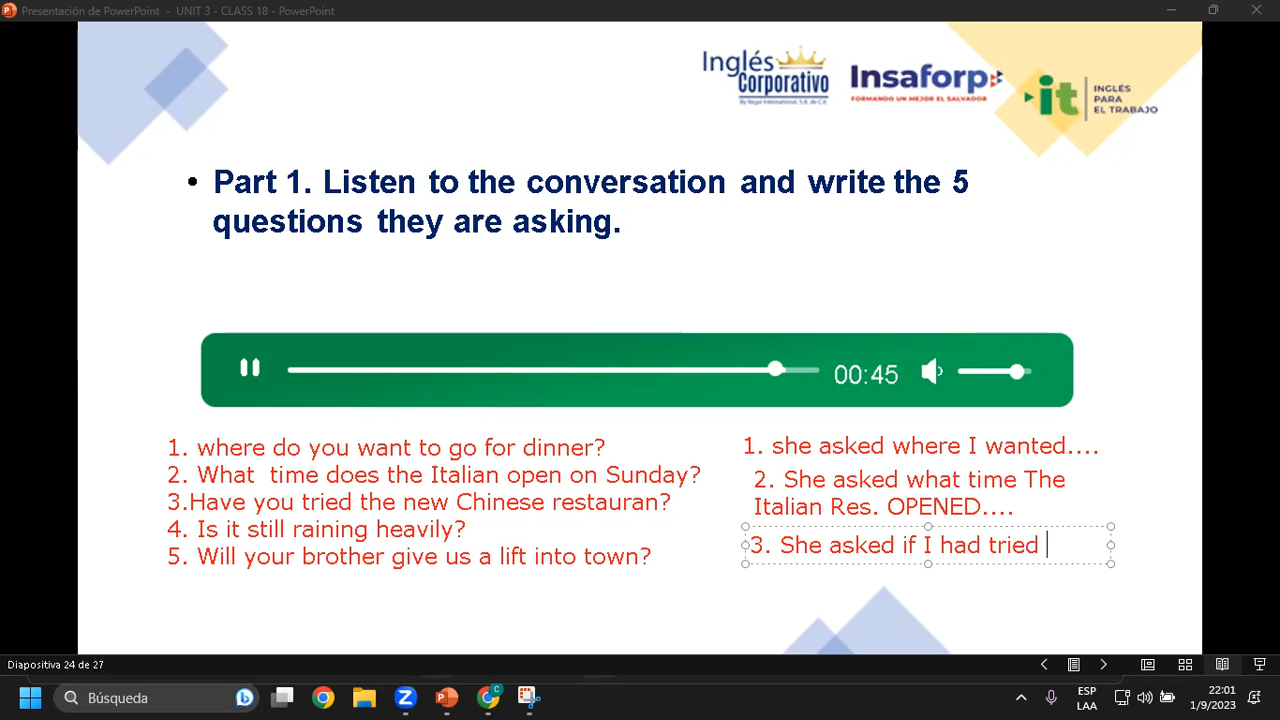 Presentación de PowerPoint - UNIT 3 - CLASS 18 - PowerPoint
Inglés
Corporativo
By Regal International, S.A. de C.V.
Insaforp
FORMANDO UN MEJOR EL SALVADOR
it
INGLÉS
PARA
EL TRABAJO
• Part 1. Listen to the conversation and write the 5
questions they are asking.
00:45
1. where do you want to go for dinner?
2. What  time does the Italian open on Sunday?
3.Have you tried the new Chinese restauran?
4. Is it still raining heavily?
5. Will your brother give us a lift into town?
1. she asked where I wanted....
2. She asked what time The
Italian Res. OPENED....
3. She asked if I had tried
Diapositiva 24 de 27
Búsqueda
ESP
LAA
22:01
1/9/2023